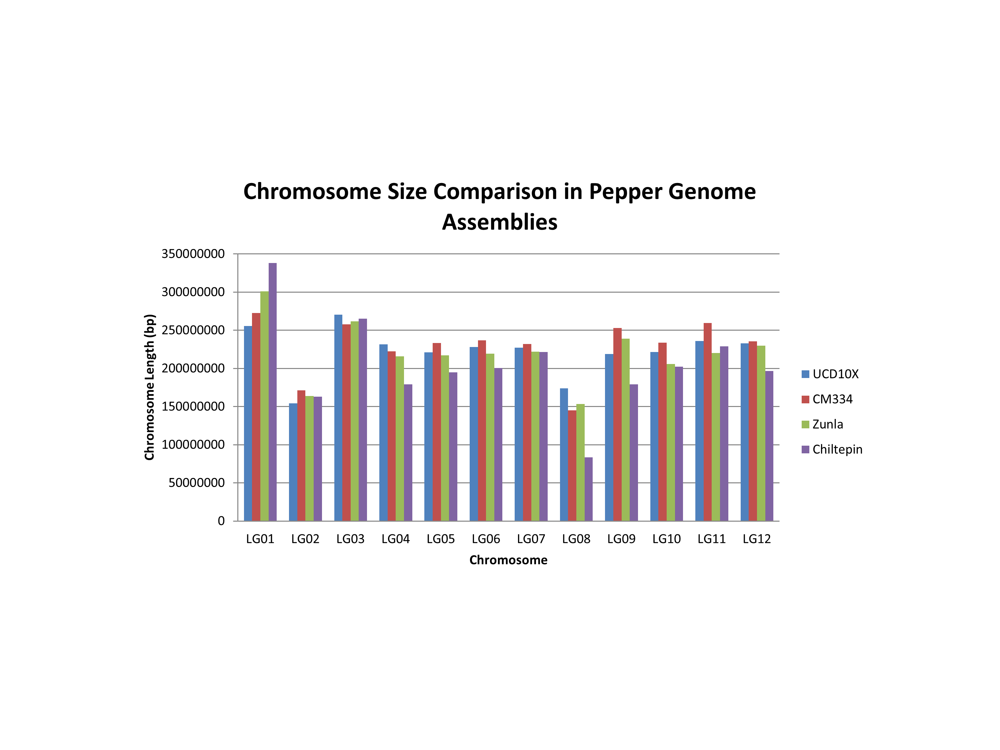 Chromosome Size Comparison in Pepper Genome
Assemblies
Chromosome Length (bp)
350000000
300000000
250000000
200000000
150000000
100000000
50000000
0
LG01 LG02 LG03 LG04 LG05 LG06 LG07 LG08 LG09 LG10 LG11 LG12
Chromosome
UCD10X
CM334
Zunla
Chiltepin